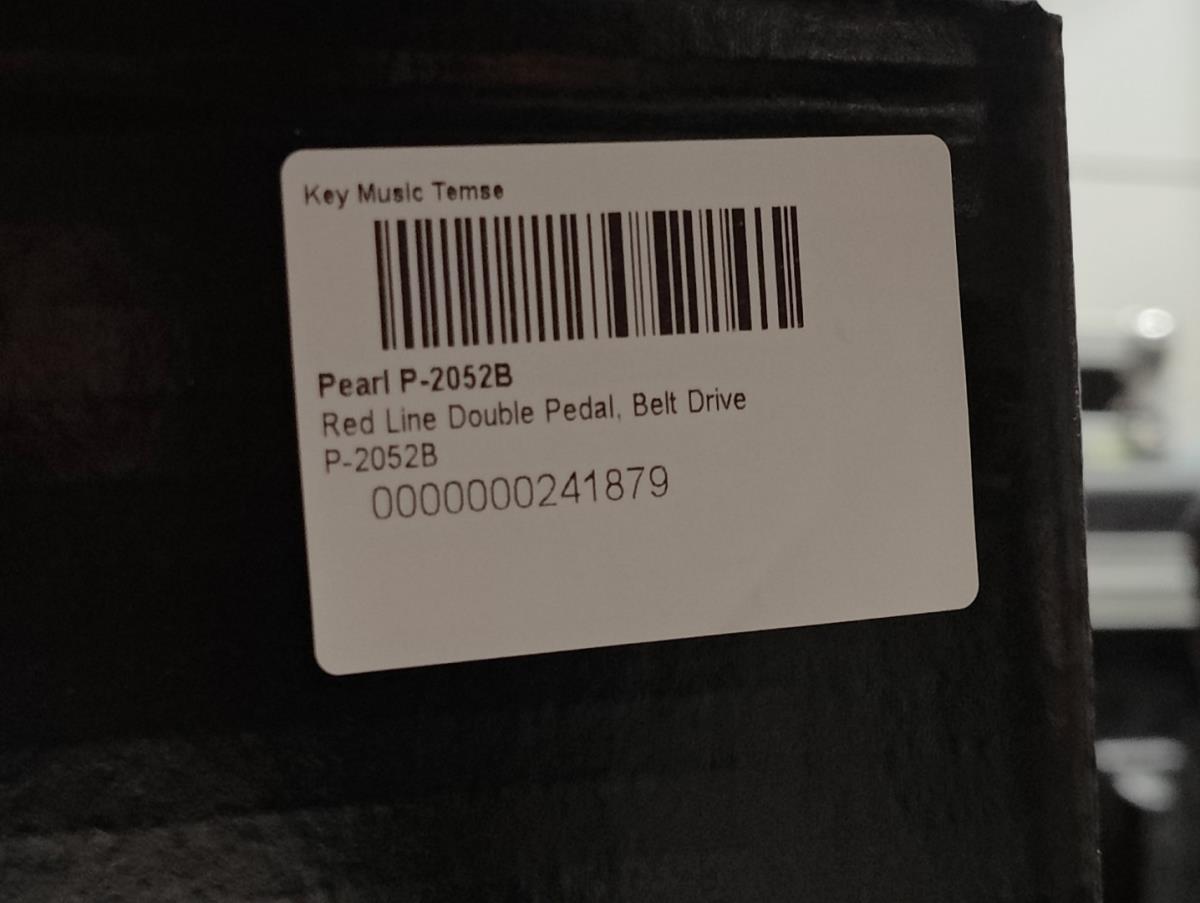 Key Music Temse
Pearl P-2052B
Red Line Double Pedal, Belt Drive
P-2052B
0000000241879